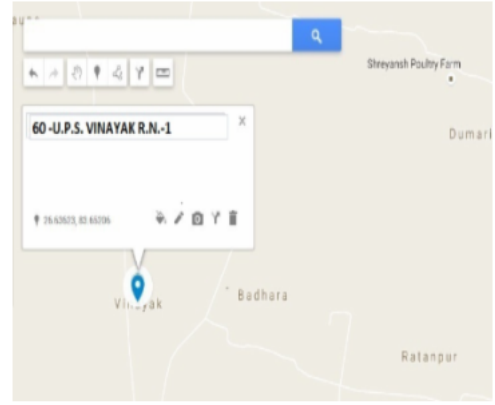 Shreyansh Poultry Farm
Dumari
60 -U.P.S. VINAYAK R.N.-1
Badhara
Vinayak
Ratanpur